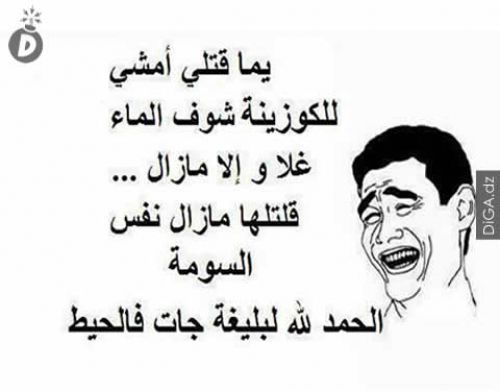 يما قتلي أمشي
للكوزينة شوف الماء
غلا و إلا مازال ...
قلتلها مازال نفس
السومة
الحمد لله لبليغة جات فالحيط
DiGA.dz
D